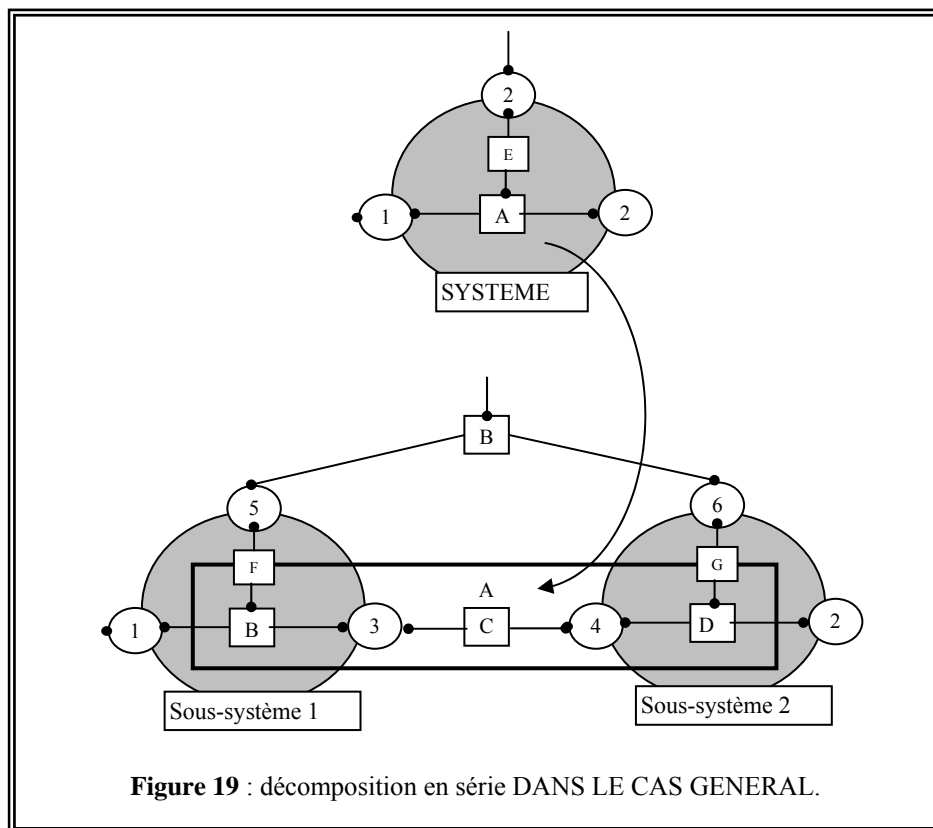 2
E
1
A
2
SYSTEME
B
5
6
F
G
A
1
B
3
C
4
D
2
Sous-système 1
Sous-système 2
Figure 19 : décomposition en série DANS LE CAS GENERAL.